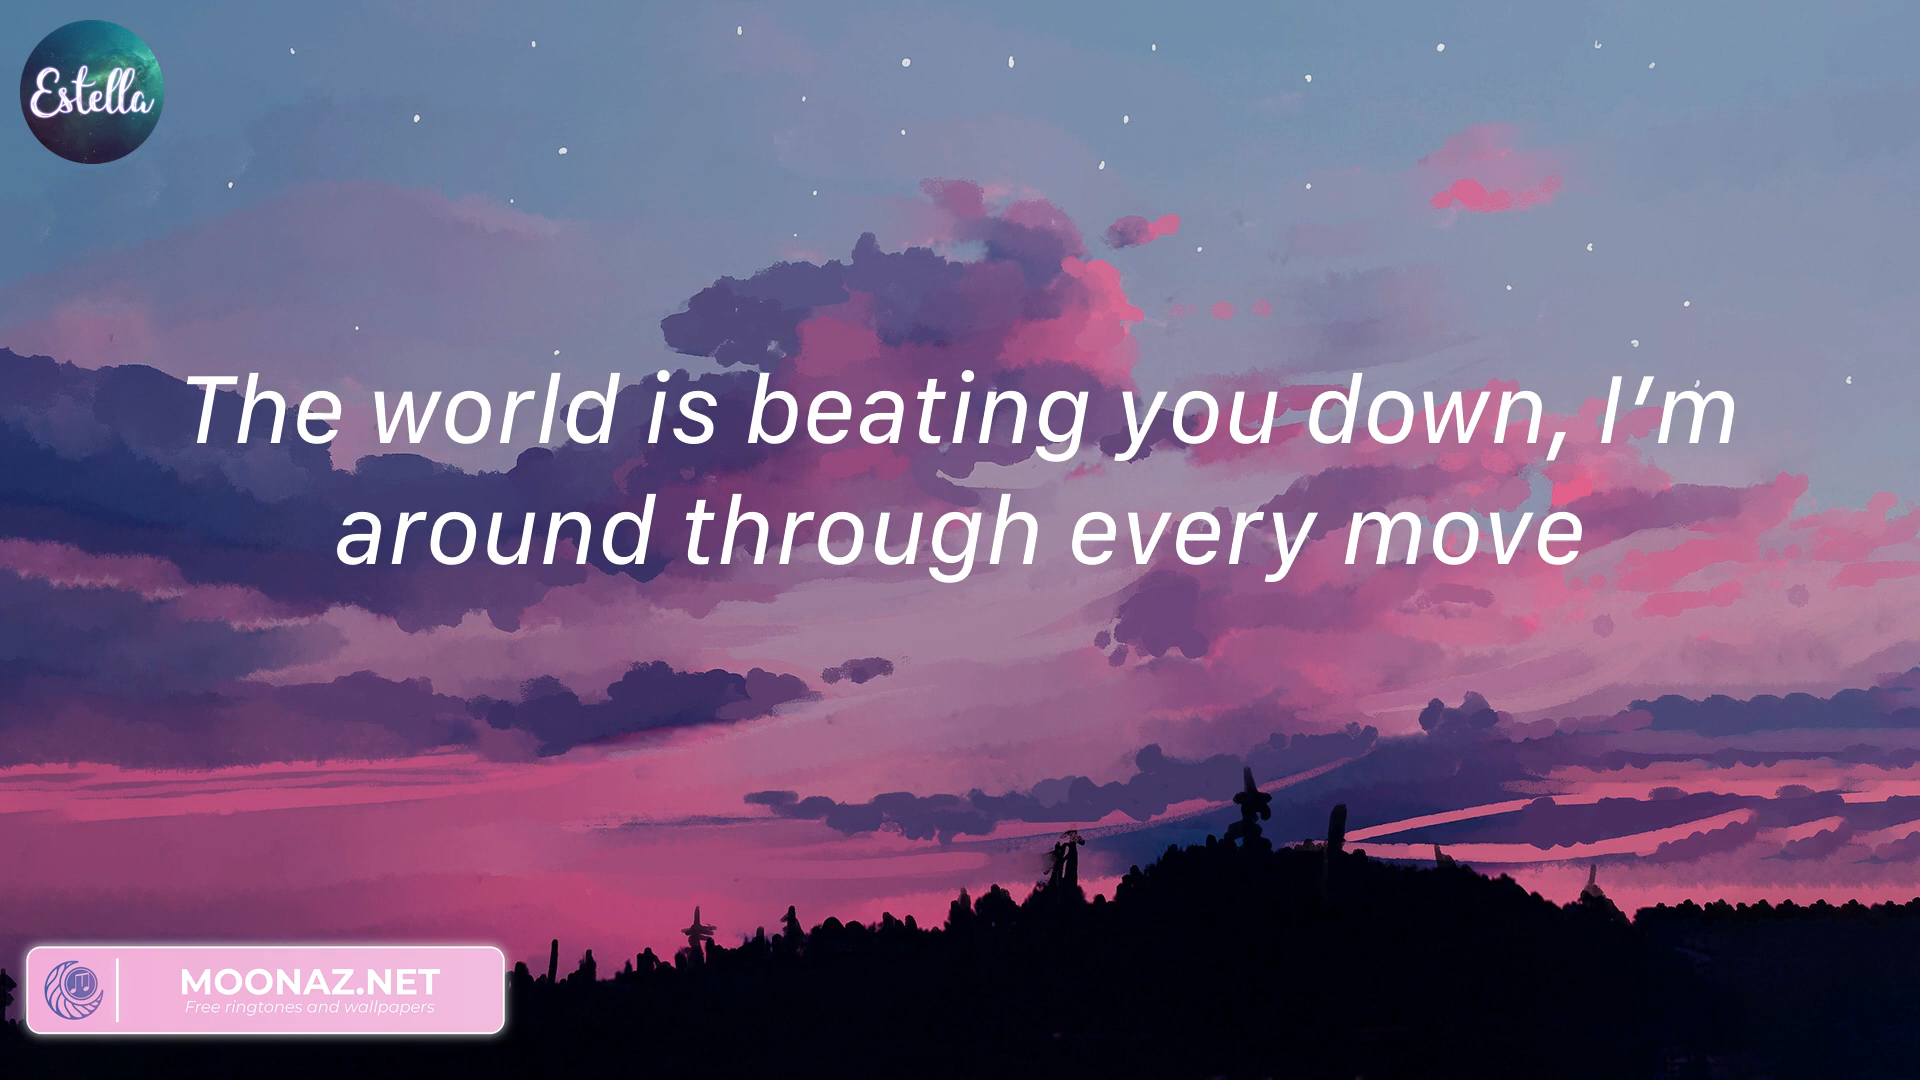 Estella
The world is beating you down, I’m
around through every move
MOONAZ.NET
Free ringtones and wallpapers